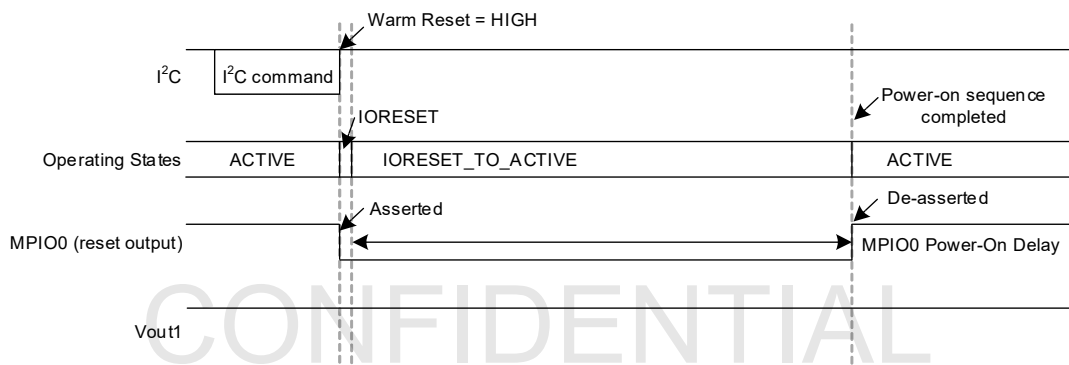 Warm Reset = HIGH
I²C
I²C command
Power-on sequence
completed
IORESET
Operating States
ACTIVE
IORESET_TO_ACTIVE
ACTIVE
Asserted
De-asserted
MPIO0 (reset output)
MPIO0 Power-On Delay
CONFIDENTIAL
Vout1